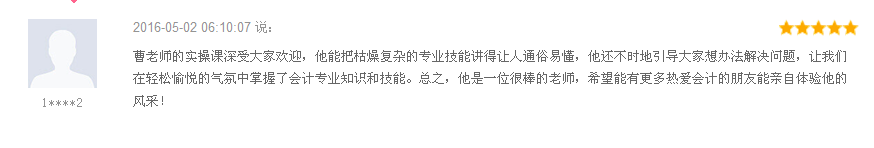 2016-05-02 06:10:07 说：
曹老师的实操课深受大家欢迎，他能把枯燥复杂的专业技能讲得让人通俗易懂，他还不时地引导大家想办法解决问题，让我们
在轻松愉悦的气氛中掌握了会计专业知识和技能。总之，他是一位很棒的老师，希望能有更多热爱会计的朋友能亲自体验他的
风采！
1****2